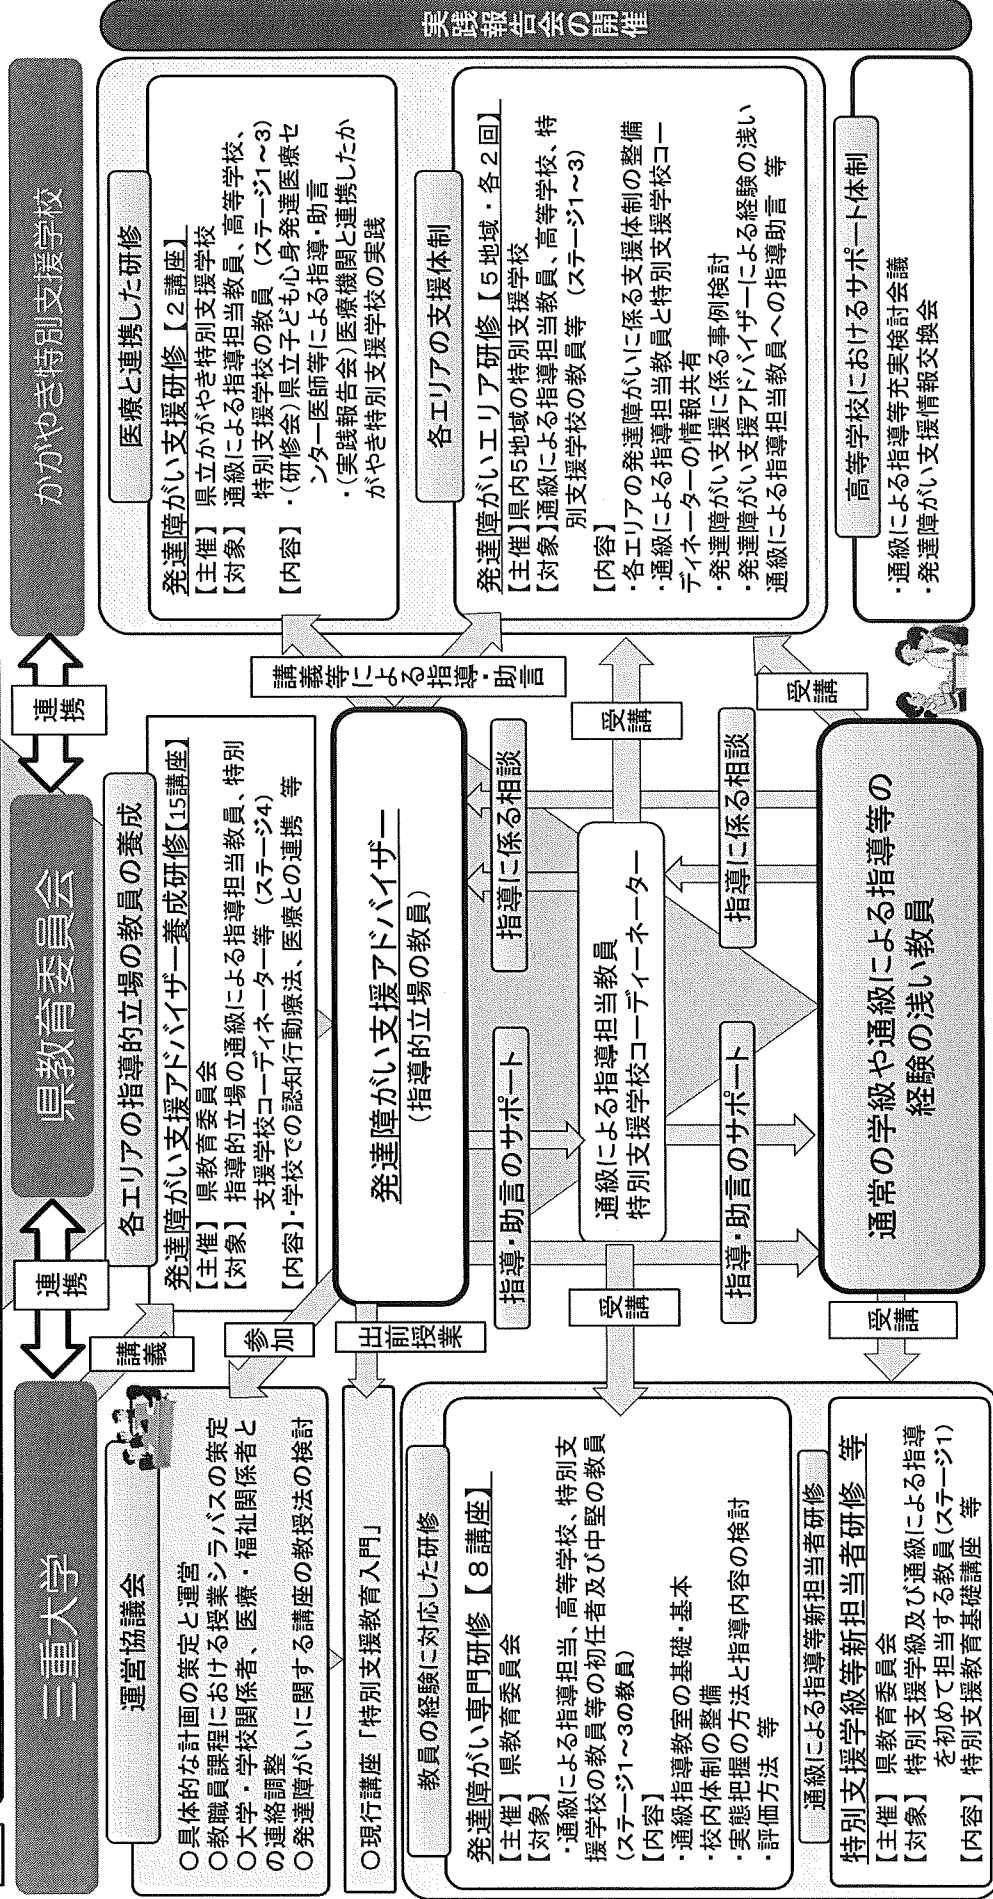 三重大学
連携
県教育委員会
連携
かがやき特別支援学校
運営協議会
○具体的な計画の策定と運営
○教職員課程における授業シラバスの策定
○大学・学校関係者、医療・福祉関係者と
の連絡調整
○発達障がいに関する講座の教授法の検討
○現行講座「特別支援教育入門」
教員の経験に対応した研修
発達障がい専門研修【8講座】
【主催】 県教育委員会
【対象】
・通級による指導担当、高等学校、特別支
援学校の教員等の初任者及び中堅の教員
(ステージ1~3の教員)
【内容】
・通級指導教室の基礎・基本
・校内体制の整備
・実態把握の方法と指導内容の検討
・評価方法 等
通級による指導等新担当者研修
特別支援学級等新担当者研修 等
【主催】 県教育委員会
【対象】 特別支援学級及び通級による指導
を初めて担当する教員(ステージ1)
【内容】 特別支援教育基礎講座 等
講義
参加
出前授業
受講
受講
各エリアの指導的立場の教員の養成
発達障がい支援アドバイザー養成研修【15講座】
【主催】 県教育委員会
【対象】 指導的立場の通級による指導担当教員、特別
支援学校コーディネーター等 (ステージ4)
【内容】・学校での認知行動療法、医療との連携 等
発達障がい支援アドバイザー
(指導的立場の教員)
指導・助言のサポート
指導に係る相談
通級による指導担当教員
特別支援学校コーディネーター
指導・助言のサポート
指導に係る相談
通常の学級や通級による指導等の
経験の浅い教員
講義等による指導・助言
受講
受講
医療と連携した研修
発達障がい支援研修【2講座】
【主催】 県立かがやき特別支援学校
【対象】 通級による指導担当教員、高等学校、
特別支援学校の教員 (ステージ1~3)
【内容】 ・(研修会)県立子ども心身発達医療セ
ンター医師等による指導・助言
・(実践報告会)医療機関と連携したか
がやき特別支援学校の実践
各エリアの支援体制
発達障がいエリア研修【5地域・各2回】
【主催】県内5地域の特別支援学校
【対象】通級による指導担当教員、高等学校、特
別支援学校の教員等 (ステージ1~3)
【内容】
・各エリアの発達障がいに係る支援体制の整備
・通級による指導担当教員と特別支援学校コー
ディネーターの情報共有
・発達障がい支援に係る事例検討
・発達障がい支援アドバイザーによる経験の浅い
通級による指導担当教員への指導助言 等
高等学校におけるサポート体制
・通級による指導等充実検討会議
・発達障がい支援情報交換会
実践報告会の開催